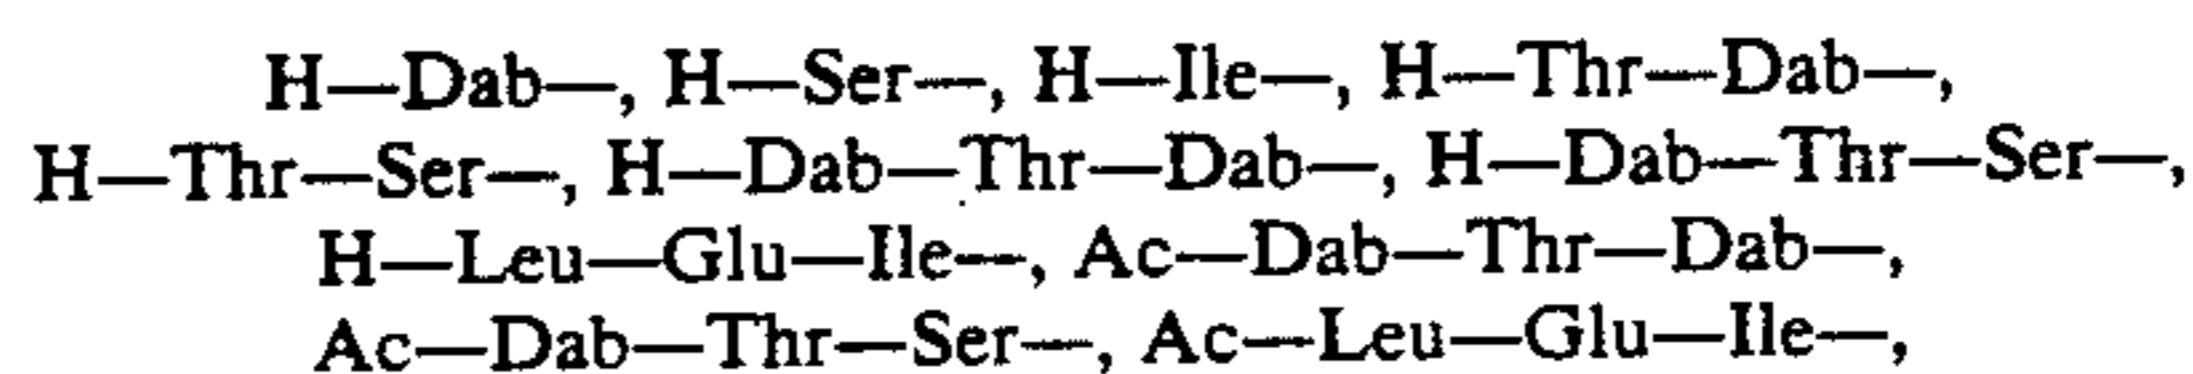 H—Dab—, H—Ser—, H—Ile—, H—Thr—Dab—,
H—Thr—Ser—, H—Dab—Thr—Dab—, H—Dab—Thr—Ser—,
H—Leu—Glu—Ile—, Ac—Dab—Thr—Dab—,
Ac—Dab—Thr—Ser—, Ac—Leu—Glu—Ile—,